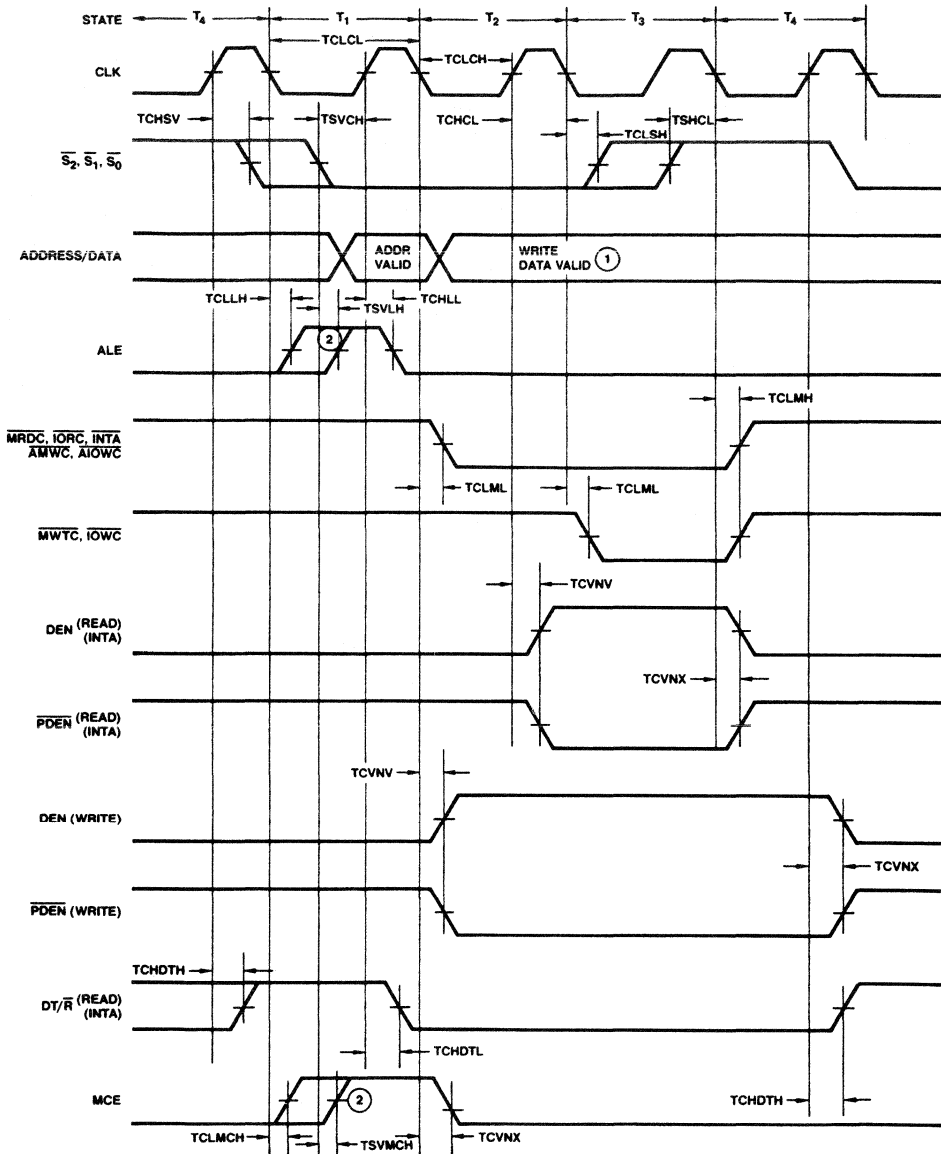 STATE T4 T1 T2 T3 T4
TCLCL
CLK
TCLCH
TCHSV TSVCH TCHCL TSHCL
TCLSH
S2, S1, S0
ADDRESS/DATA ADDR VALID WRITE DATA VALID 1
TCLLH TCHLL
TSVLH
ALE 2
TCLMH
MRDC, IORC, INTA
AMWC, AIOWC
TCLML TCLML
MWTC, IOWC
TCVNV
DEN (READ)
(INTA)
TCVNX
PDEN (READ)
(INTA)
TCVNV
DEN (WRITE)
TCVNX
PDEN (WRITE)
TCHDTH
DT/R (READ)
(INTA)
TCHDTL
MCE 2
TCHDTH
TCLMCH TSVMCH TCVNX